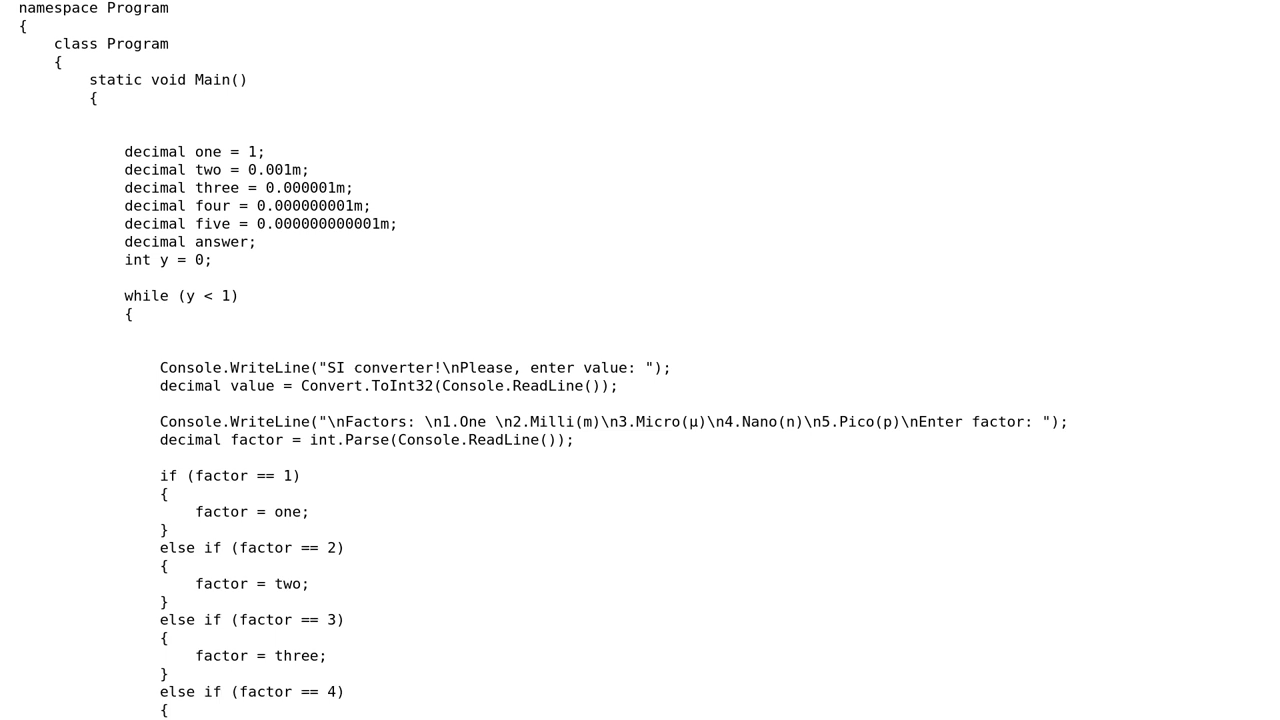 namespace Program
{
    class Program
    {
        static void Main()
        {
            decimal one = 1;
            decimal two = 0.001m;
            decimal three = 0.000001m;
            decimal four = 0.000000001m;
            decimal five = 0.000000000001m;
            decimal answer;
            int y = 0;
            while (y < 1)
            {
                Console.WriteLine("SI converter!\nPlease, enter value: ");
                decimal value = Convert.ToInt32(Console.ReadLine());
                Console.WriteLine("\nFactors: \n1.One \n2.Milli(m)\n3.Micro(µ)\n4.Nano(n)\n5.Pico(p)\nEnter factor: ");
                decimal factor = int.Parse(Console.ReadLine());
                if (factor == 1)
                {
                    factor = one;
                }
                else if (factor == 2)
                {
                    factor = two;
                }
                else if (factor == 3)
                {
                    factor = three;
                }
                else if (factor == 4)
                {